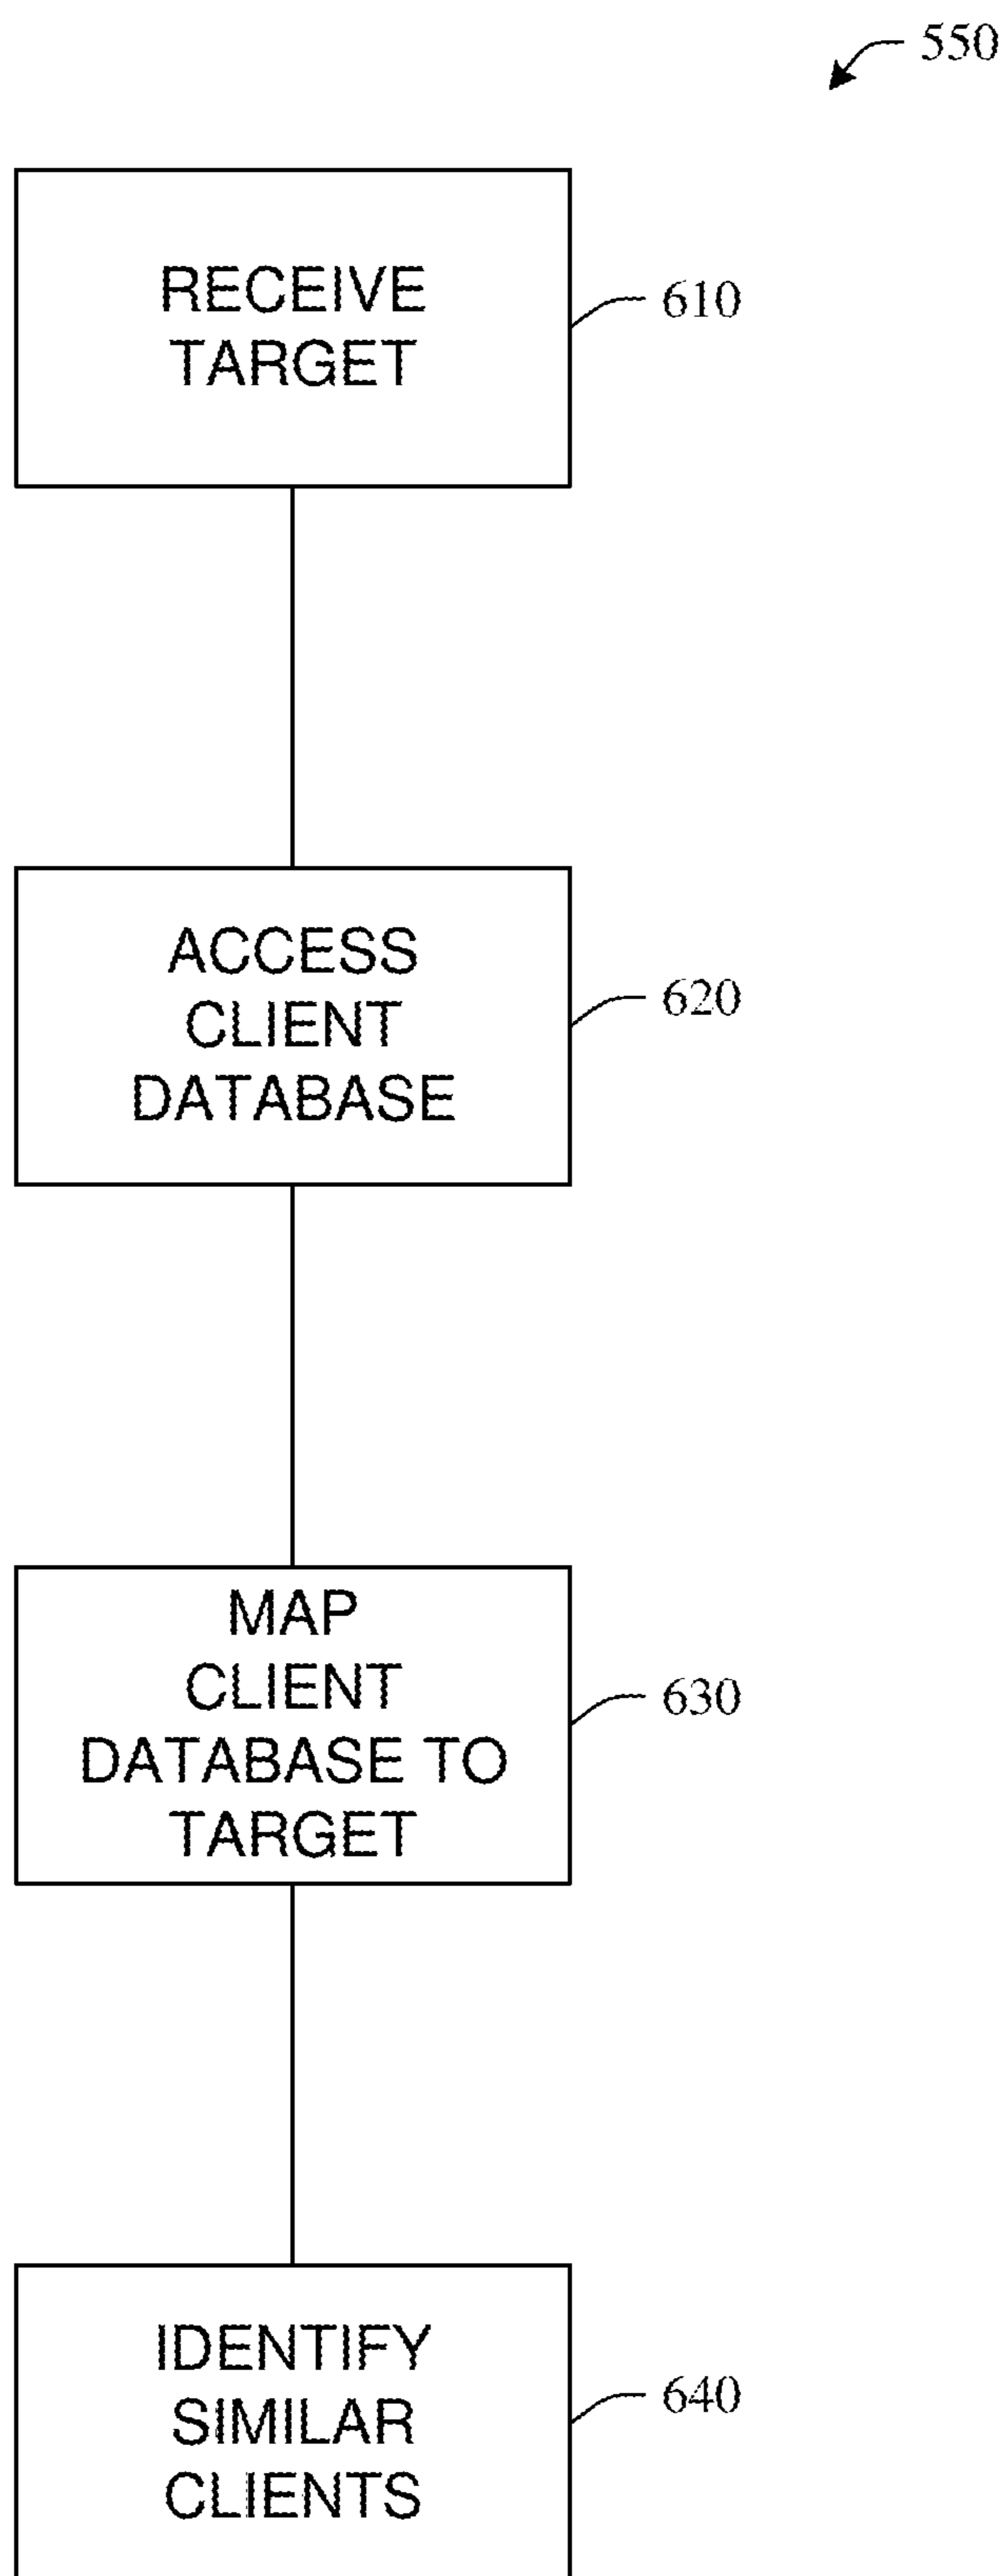 550
RECEIVE
TARGET
610
ACCESS
CLIENT
DATABASE
620
MAP
CLIENT
DATABASE TO
TARGET
630
IDENTIFY
SIMILAR
CLIENTS
640